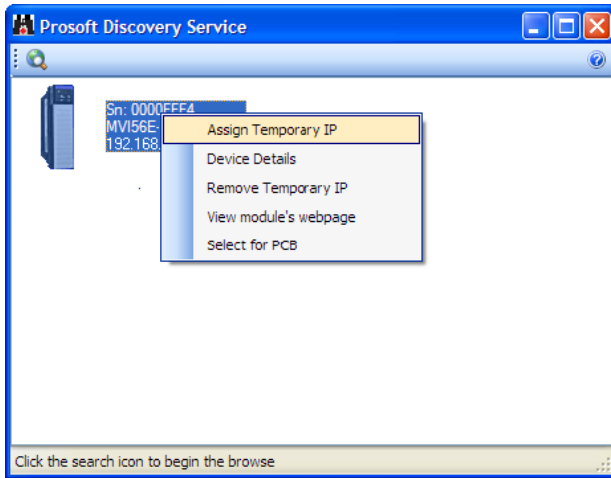 Prosoft Discovery Service
Sn: 0000FFF4
MVI56E-
192.168.
Assign Temporary IP
Device Details
Remove Temporary IP
View module's webpage
Select for PCB
Click the search icon to begin the browse